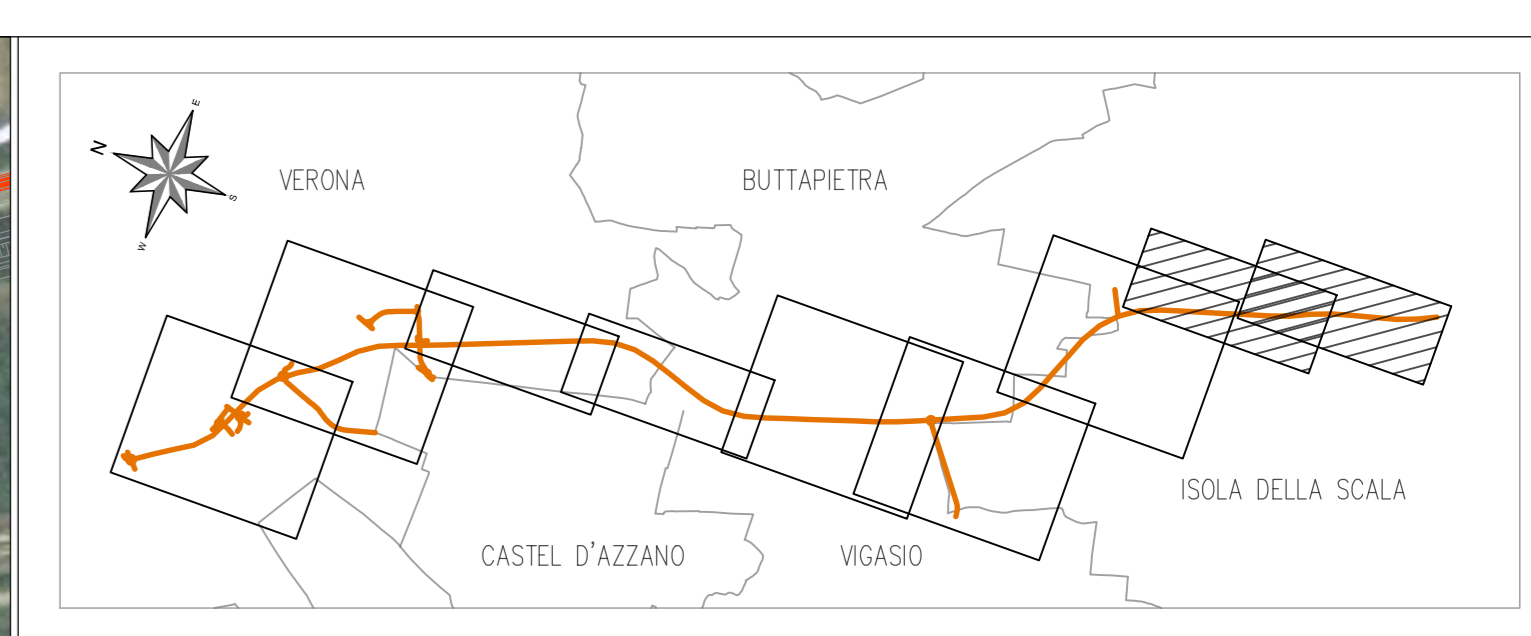 E
N
S
W
VERONA
BUTTAPIETRA
ISOLA DELLA SCALA
CASTEL D'AZZANO
VIGASIO